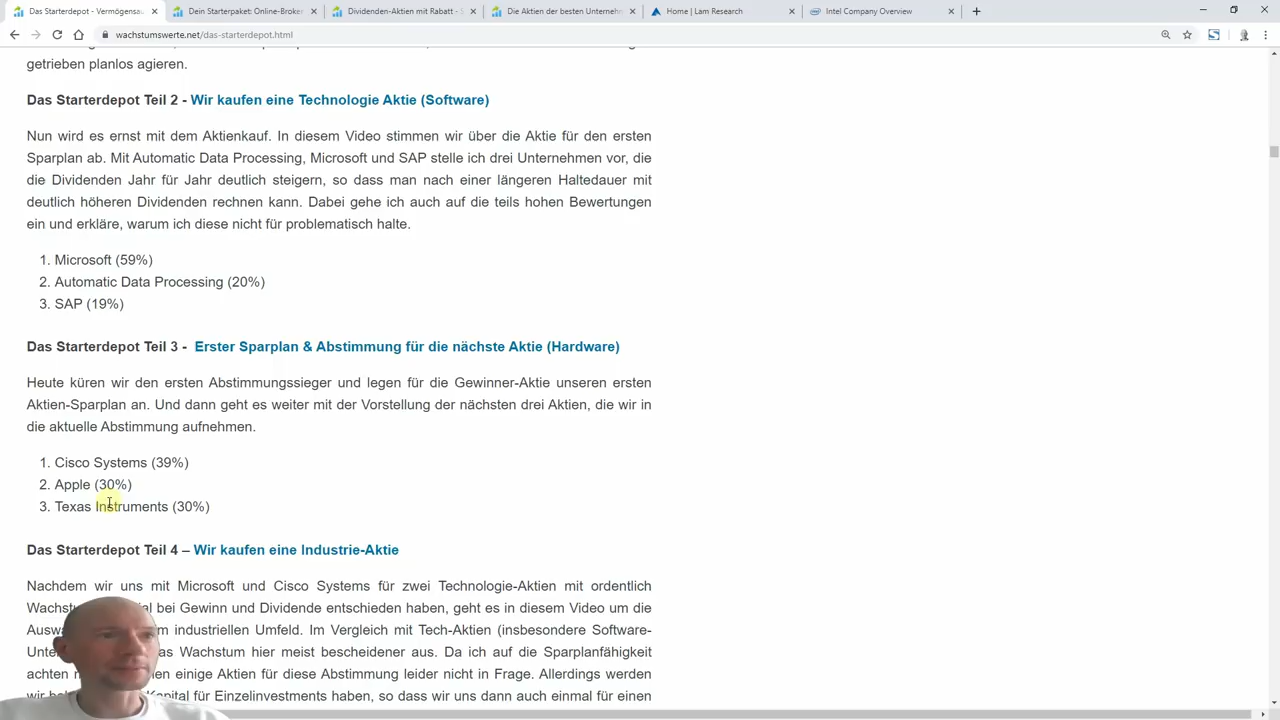 Das Starterdepot - Vermögensau
Dein Starterpaket: Online-Broker
Dividenden-Aktien mit Rabatt - S
Die Aktien der besten Unternehm
Home | Lam Research
Intel Company Overview
wachstumswerte.net/das-starterdepot.html
getrieben planlos agieren.
Das Starterdepot Teil 2 - Wir kaufen eine Technologie Aktie (Software)
Nun wird es ernst mit dem Aktienkauf. In diesem Video stimmen wir über die Aktie für den ersten
Sparplan ab. Mit Automatic Data Processing, Microsoft und SAP stelle ich drei Unternehmen vor, die
die Dividenden Jahr für Jahr deutlich steigern, so dass man nach einer längeren Haltedauer mit
deutlich höheren Dividenden rechnen kann. Dabei gehe ich auch auf die teils hohen Bewertungen
ein und erkläre, warum ich diese nicht für problematisch halte.
1. Microsoft (59%)
2. Automatic Data Processing (20%)
3. SAP (19%)
Das Starterdepot Teil 3 - Erster Sparplan & Abstimmung für die nächste Aktie (Hardware)
Heute küren wir den ersten Abstimmungssieger und legen für die Gewinner-Aktie unseren ersten
Aktien-Sparplan an. Und dann geht es weiter mit der Vorstellung der nächsten drei Aktien, die wir in
die aktuelle Abstimmung aufnehmen.
1. Cisco Systems (39%)
2. Apple (30%)
3. Texas Instruments (30%)
Das Starterdepot Teil 4 – Wir kaufen eine Industrie-Aktie
Nachdem wir uns mit Microsoft und Cisco Systems für zwei Technologie-Aktien mit ordentlich
bei Gewinn und Dividende entschieden haben, geht es in diesem Video um die
industriellen Umfeld. Im Vergleich mit Tech-Aktien (insbesondere Software-
Wachstum hier meist bescheidener aus. Da ich auf die Sparplanfähigkeit
achten einige Aktien für diese Abstimmung leider nicht in Frage. Allerdings werden
wir Kapital für Einzelinvestments haben, so dass wir uns dann auch einmal für einen